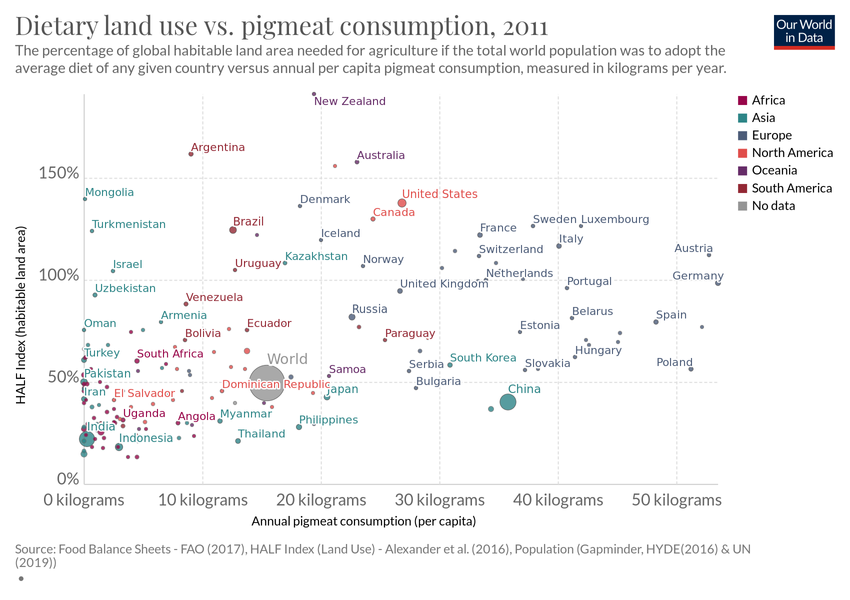 Dietary land use vs. pigmeat consumption, 2011
Our World
in Data
The percentage of global habitable land area needed for agriculture if the total world population was to adopt the
average diet of any given country versus annual per capita pigmeat consumption, measured in kilograms per year.
New Zealand
Africa
Asia
Europe
North America
Oceania
South America
No data
Argentina
Australia
150%
Mongolia
Denmark
United States
Canada
Turkmenistan
Brazil
Iceland
France
Sweden Luxembourg
Italy
Switzerland
Austria
Israel
Uruguay
Kazakhstan
Norway
100%
Netherlands
Germany
Uzbekistan
United Kingdom
Portugal
Venezuela
Armenia
Russia
Belarus
Spain
Oman
Ecuador
Estonia
Bolivia
Paraguay
Turkey
South Africa
World
Samoa
Serbia
South Korea
Slovakia
Hungary
Poland
Pakistan
50%
Dominican Republic
Bulgaria
Iran
El Salvador
Japan
China
Uganda
Angola
Myanmar
Philippines
India
Indonesia
Thailand
0%
0 kilograms
10 kilograms
20 kilograms
30 kilograms
40 kilograms
50 kilograms
HALF Index (habitable land area)
Annual pigmeat consumption (per capita)
Source: Food Balance Sheets - FAO (2017), HALF Index (Land Use) - Alexander et al. (2016), Population (Gapminder, HYDE(2016) & UN
(2019))